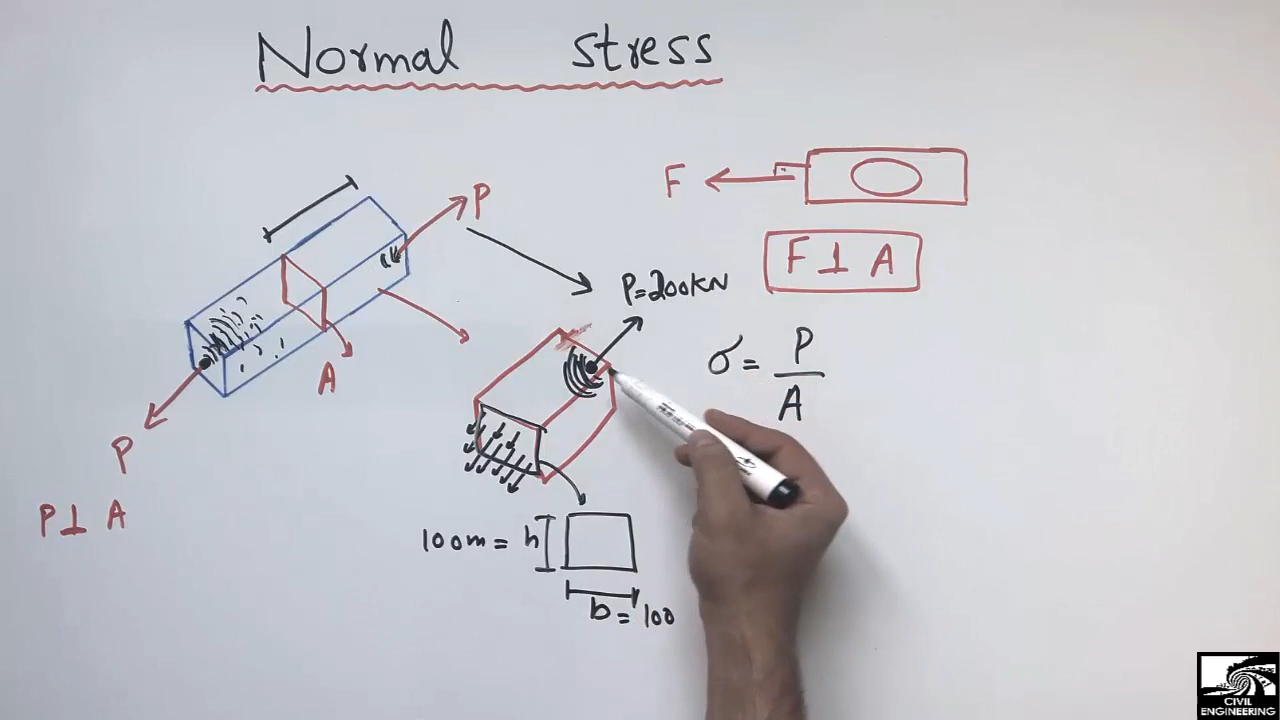 Normal stress
F
P
F ⊥ A
P=200KN
σ = P/A
A
P
P⊥ A
100m = h
b = 100
CIVIL
ENGINEERING